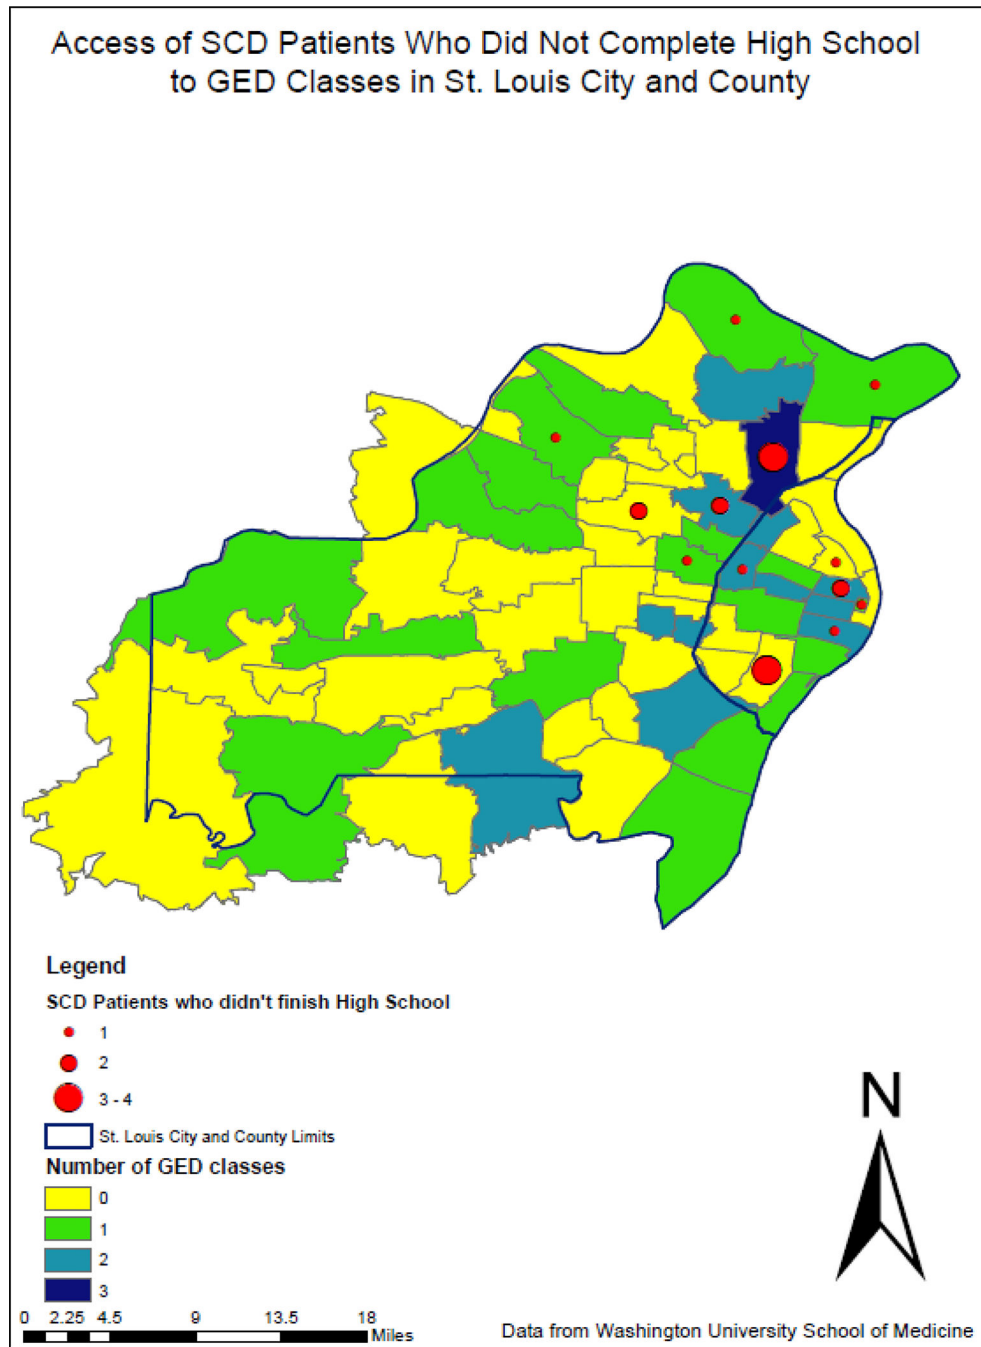 Access of SCD Patients Who Did Not Complete High School
to GED Classes in St. Louis City and County
Legend
SCD Patients who didn't finish High School
1
2
3 - 4
St. Louis City and County Limits
Number of GED classes
0
1
2
3
0 2.25 4.5 9 13.5 18
Miles
N
Data from Washington University School of Medicine